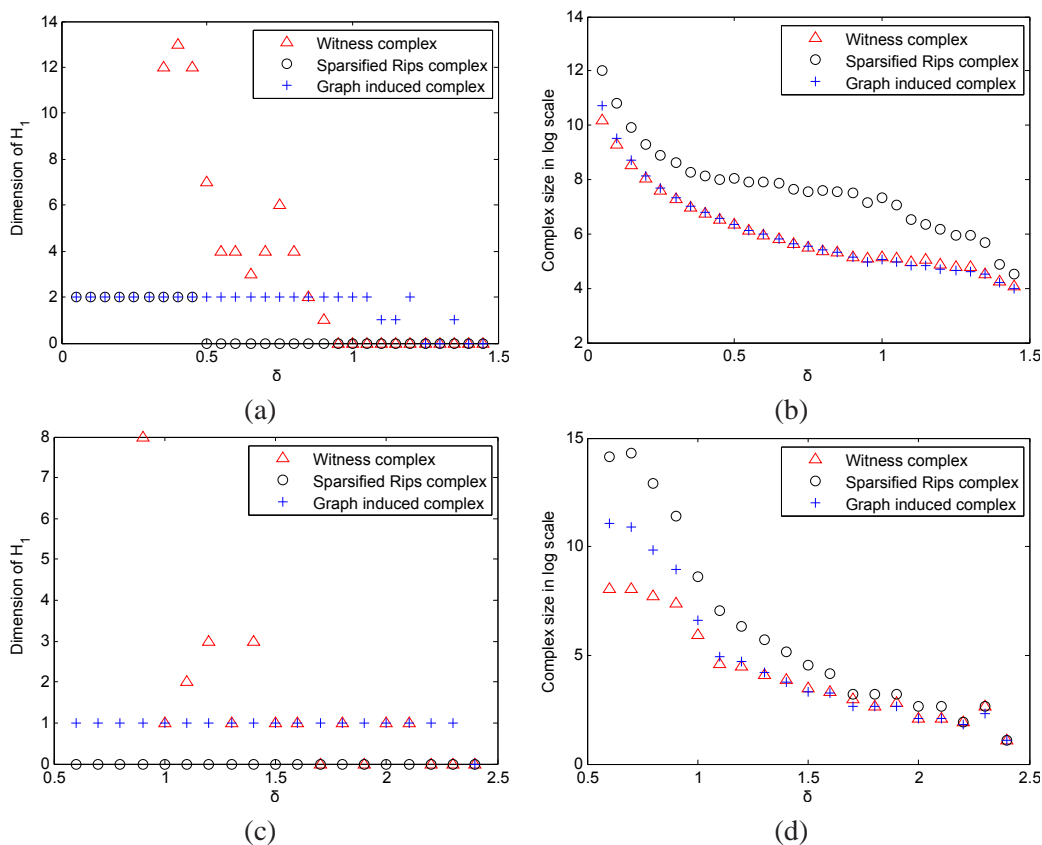 14
12
10
8
6
4
2
0
Dimension of H1
Witness complex
Sparsified Rips complex
Graph induced complex
0 0.5 1 1.5
δ
(a)
14
12
10
8
6
4
2
Complex size in log scale
Witness complex
Sparsified Rips complex
Graph induced complex
0 0.5 1 1.5
δ
(b)
8
7
6
5
4
3
2
1
0
Dimension of H1
Witness complex
Sparsified Rips complex
Graph induced complex
0.5 1 1.5 2 2.5
δ
(c)
15
10
5
0
Complex size in log scale
Witness complex
Sparsified Rips complex
Graph induced complex
0.5 1 1.5 2 2.5
δ
(d)